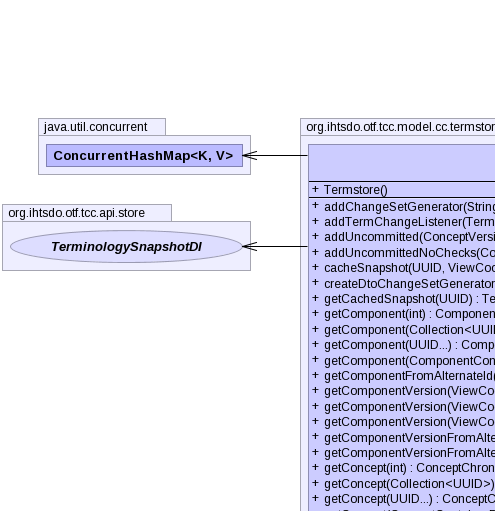 java.util.concurrent
ConcurrentHashMap<K, V>
org.ihtsdo.otf.tcc.api.store
TerminologySnapshotDI
org.ihtsdo.otf.tcc.model.cc.termstor
+ Termstore()
+ addChangeSetGenerator(String
+ addTermChangeListener(Term
+ addUncommitted(ConceptVersi
+ addUncommittedNoChecks(Co
+ cacheSnapshot(UUID, ViewCoo
+ createDtoChangeSetGenerator
+ getCachedSnapshot(UUID) : Te
+ getComponent(int) : Componen
+ getComponent(Collection<UUID
+ getComponent(UUID...) : Comp
+ getComponent(ComponentCon
+ getComponentFromAlternateId(
+ getComponentVersion(ViewCo
+ getComponentVersion(ViewCo
+ getComponentVersion(ViewCo
+ getComponentVersionFromAlte
+ getComponentVersionFromAlte
+ getConcept(int) : ConceptChron
+ getConcept(Collection<UUID>)
+ getConcept(UUID...) : ConceptC